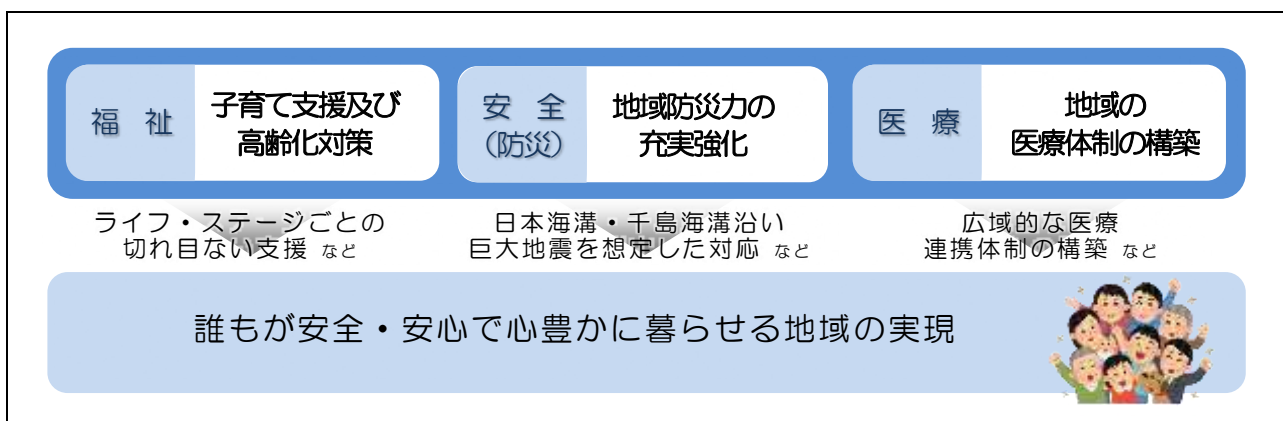 福 祉
子育て支援及び
高齢化対策
安 全
（防災）
地域防災力の
充実強化
医 療
地域の
医療体制の構築
ライフ・ステージごとの
切れ目ない支援 など
日本海溝・千島海溝沿い
巨大地震を想定した対応 など
広域的な医療
連携体制の構築 など
誰もが安全・安心で心豊かに暮らせる地域の実現